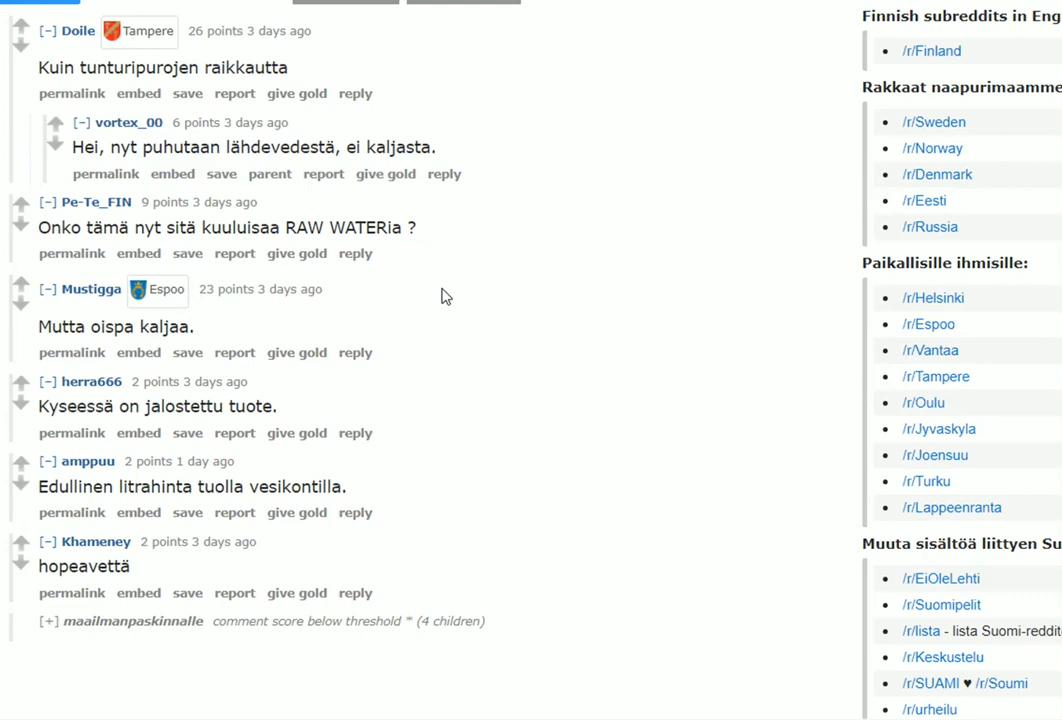 [–] Doile Tampere 26 points 3 days ago
Kuin tunturipurojen raikkautta
permalink embed save report give gold reply
[–] vortex_00 6 points 3 days ago
Hei, nyt puhutaan lähdevedestä, ei kaljasta.
permalink embed save parent report give gold reply
[–] Pe-Te_FIN 9 points 3 days ago
Onko tämä nyt sitä kuuluisaa RAW WATERia ?
permalink embed save report give gold reply
[–] Mustigga Espoo 23 points 3 days ago
Mutta oispa kaljaa.
permalink embed save report give gold reply
[–] herra666 2 points 3 days ago
Kyseessä on jalostettu tuote.
permalink embed save report give gold reply
[–] amppuu 2 points 1 day ago
Edullinen litrahinta tuolla vesikontilla.
permalink embed save report give gold reply
[–] Khameney 2 points 3 days ago
hopeavettä
permalink embed save report give gold reply
[+] maailmanpaskinnalle comment score below threshold * (4 children)
Finnish subreddits in Eng
/r/Finland
Rakkaat naapurimaamme
/r/Sweden
/r/Norway
/r/Denmark
/r/Eesti
/r/Russia
Paikallisille ihmisille:
/r/Helsinki
/r/Espoo
/r/Vantaa
/r/Tampere
/r/Oulu
/r/Jyvaskyla
/r/Joensuu
/r/Turku
/r/Lappeenranta
Muuta sisältöä liittyen Su
/r/EiOleLehti
/r/Suomipelit
/r/lista - lista Suomi-reddit
/r/Keskustelu
/r/SUAMI ♥ /r/Soumi
/r/urheilu